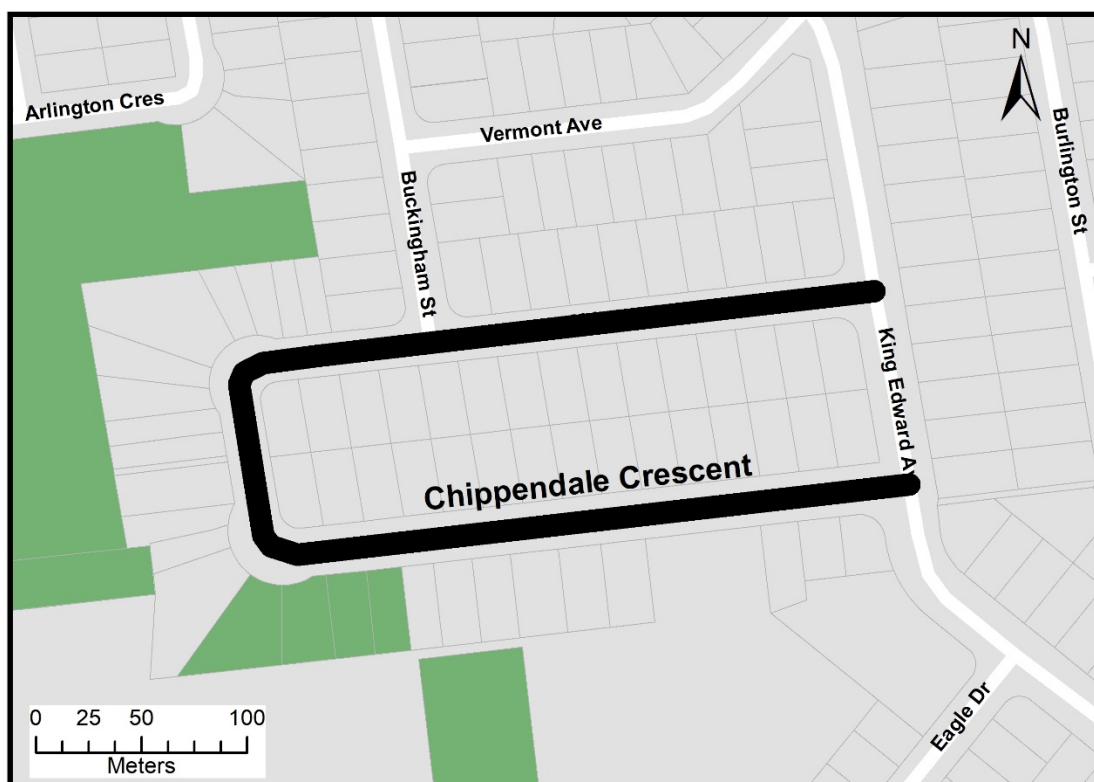 N
Arlington Cres
Vermont Ave
Burlington St
Buckingham St
King Edward Av
Chippendale Crescent
Eagle Dr
0 25 50 100
Meters